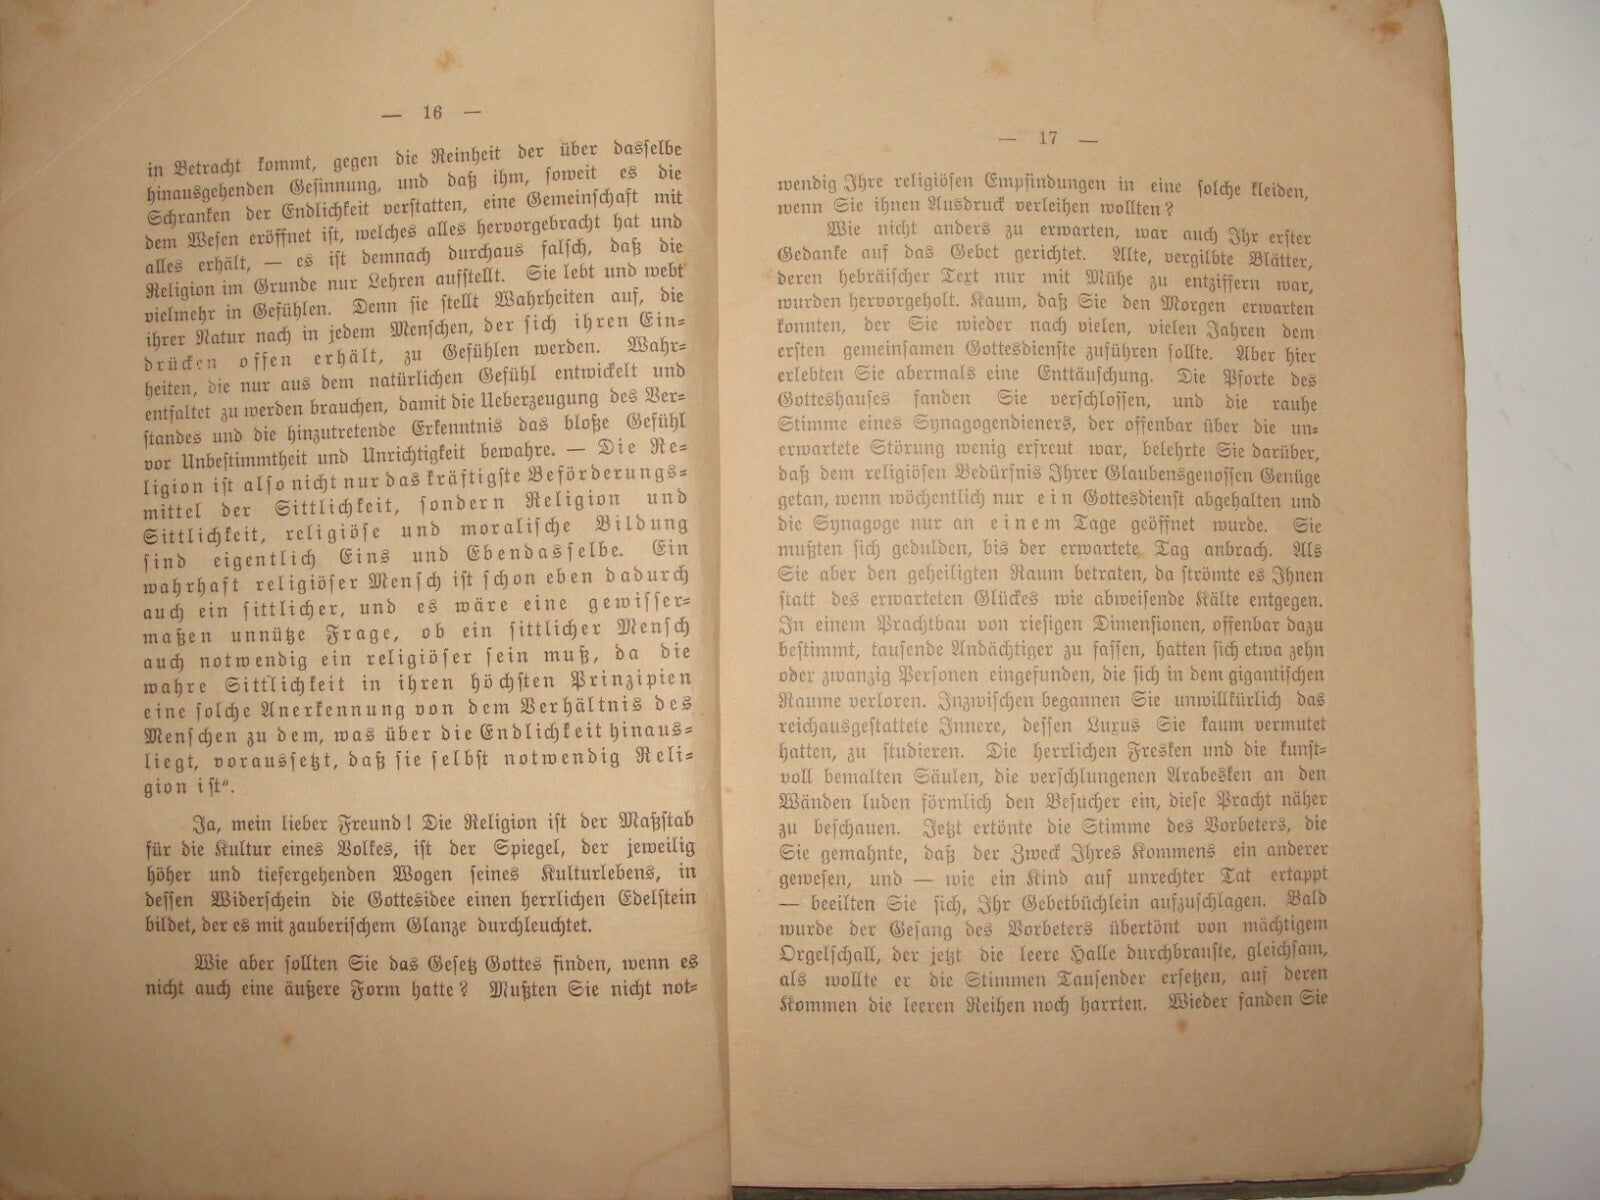 — 16 —
in Betracht kommt, gegen die Reinheit der über dasselbe
hinausgehenden Gesinnung, und daß ihm, soweit es die
Schranken der Endlichkeit verstatten, eine Gemeinschaft mit
dem Wesen eröffnet ist, welches alles hervorgebracht hat und
alles erhält, — es ist demnach durchaus falsch, daß die
Religion im Grunde nur Lehren aufstellt. Sie lebt und webt
vielmehr in Gefühlen. Denn sie stellt Wahrheiten auf, die
ihrer Natur nach in jedem Menschen, der sich ihren Ein-
drücken offen erhält, zu Gefühlen werden. Wahr-
heiten, die nur aus dem natürlichen Gefühl entwickelt und
entfaltet zu werden brauchen, damit die Ueberzeugung des Ver-
standes und die hinzutretende Erkenntnis das bloße Gefühl
vor Unbestimmtheit und Unrichtigkeit bewahre. — Die Re-
ligion ist also nicht nur das kräftigste Beförderungs-
mittel der Sittlichkeit, sondern Religion und
Sittlichkeit, religiöse und moralische Bildung
sind eigentlich Eins und Ebendasselbe. Ein
wahrhaft religiöser Mensch ist schon eben dadurch
auch ein sittlicher, und es wäre eine gewisser-
maßen unnütze Frage, ob ein sittlicher Mensch
auch notwendig ein religiöser sein muß, da die
wahre Sittlichkeit in ihren höchsten Prinzipien
eine solche Anerkennung von dem Verhältnis des
Menschen zu dem, was über die Endlichkeit hinaus-
liegt, voraussetzt, daß sie selbst notwendig Reli-
gion ist“.
Ja, mein lieber Freund! Die Religion ist der Maßstab
für die Kultur eines Volkes, ist der Spiegel, der jeweilig
höher und tiefergehenden Wogen seines Kulturlebens, in
dessen Widerschein die Gottesidee einen herrlichen Edelstein
bildet, der es mit zauberischem Glanze durchleuchtet.
Wie aber sollten Sie das Gesetz Gottes finden, wenn es
nicht auch eine äußere Form hatte? Mußten Sie nicht not-
— 17 —
wendig Ihre religiösen Empfindungen in eine solche kleiden,
wenn Sie ihnen Ausdruck verleihen wollten?
Wie nicht anders zu erwarten, war auch Ihr erster
Gedanke auf das Gebet gerichtet. Alte, vergilbte Blätter,
deren hebräischer Text nur mit Mühe zu entziffern war,
wurden hervorgeholt. Kaum, daß Sie den Morgen erwarten
konnten, der Sie wieder nach vielen, vielen Jahren dem
ersten gemeinsamen Gottesdienste zuführen sollte. Aber hier
erlebten Sie abermals eine Enttäuschung. Die Pforte des
Gotteshauses fanden Sie verschlossen, und die rauhe
Stimme eines Synagogendieners, der offenbar über die un-
erwartete Störung wenig erfreut war, belehrte Sie darüber,
daß dem religiösen Bedürfnis Ihrer Glaubensgenossen Genüge
getan, wenn wöchentlich nur ein Gottesdienst abgehalten und
die Synagoge nur an einem Tage geöffnet wurde. Sie
mußten sich gedulden, bis der erwartete Tag anbrach. Als
Sie aber den geheiligten Raum betraten, da strömte es Ihnen
statt des erwarteten Glückes wie abweisende Kälte entgegen.
In einem Prachtbau von riesigen Dimensionen, offenbar dazu
bestimmt, tausende Andächtiger zu fassen, hatten sich etwa zehn
oder zwanzig Personen eingefunden, die sich in dem gigantischen
Raume verloren. Inzwischen begannen Sie unwillkürlich das
reichausgestattete Innere, dessen Luxus Sie kaum vermutet
hatten, zu studieren. Die herrlichen Fresken und die kunst-
voll bemalten Säulen, die verschlungenen Arabesken an den
Wänden luden förmlich den Besucher ein, diese Pracht näher
zu beschauen. Jetzt ertönte die Stimme des Vorbeters, die
Sie gemahnte, daß der Zweck Ihres Kommens ein anderer
gewesen, und — wie ein Kind auf unrechter Tat ertappt
— beeilten Sie sich, Ihr Gebetbüchlein aufzuschlagen. Bald
wurde der Gesang des Vorbeters übertönt von mächtigem
Orgelschall, der jetzt die leere Halle durchbrauste, gleichsam,
als wollte er die Stimmen Tausender ersetzen, auf deren
Kommen die leeren Reihen noch harrten. Wieder fanden Sie